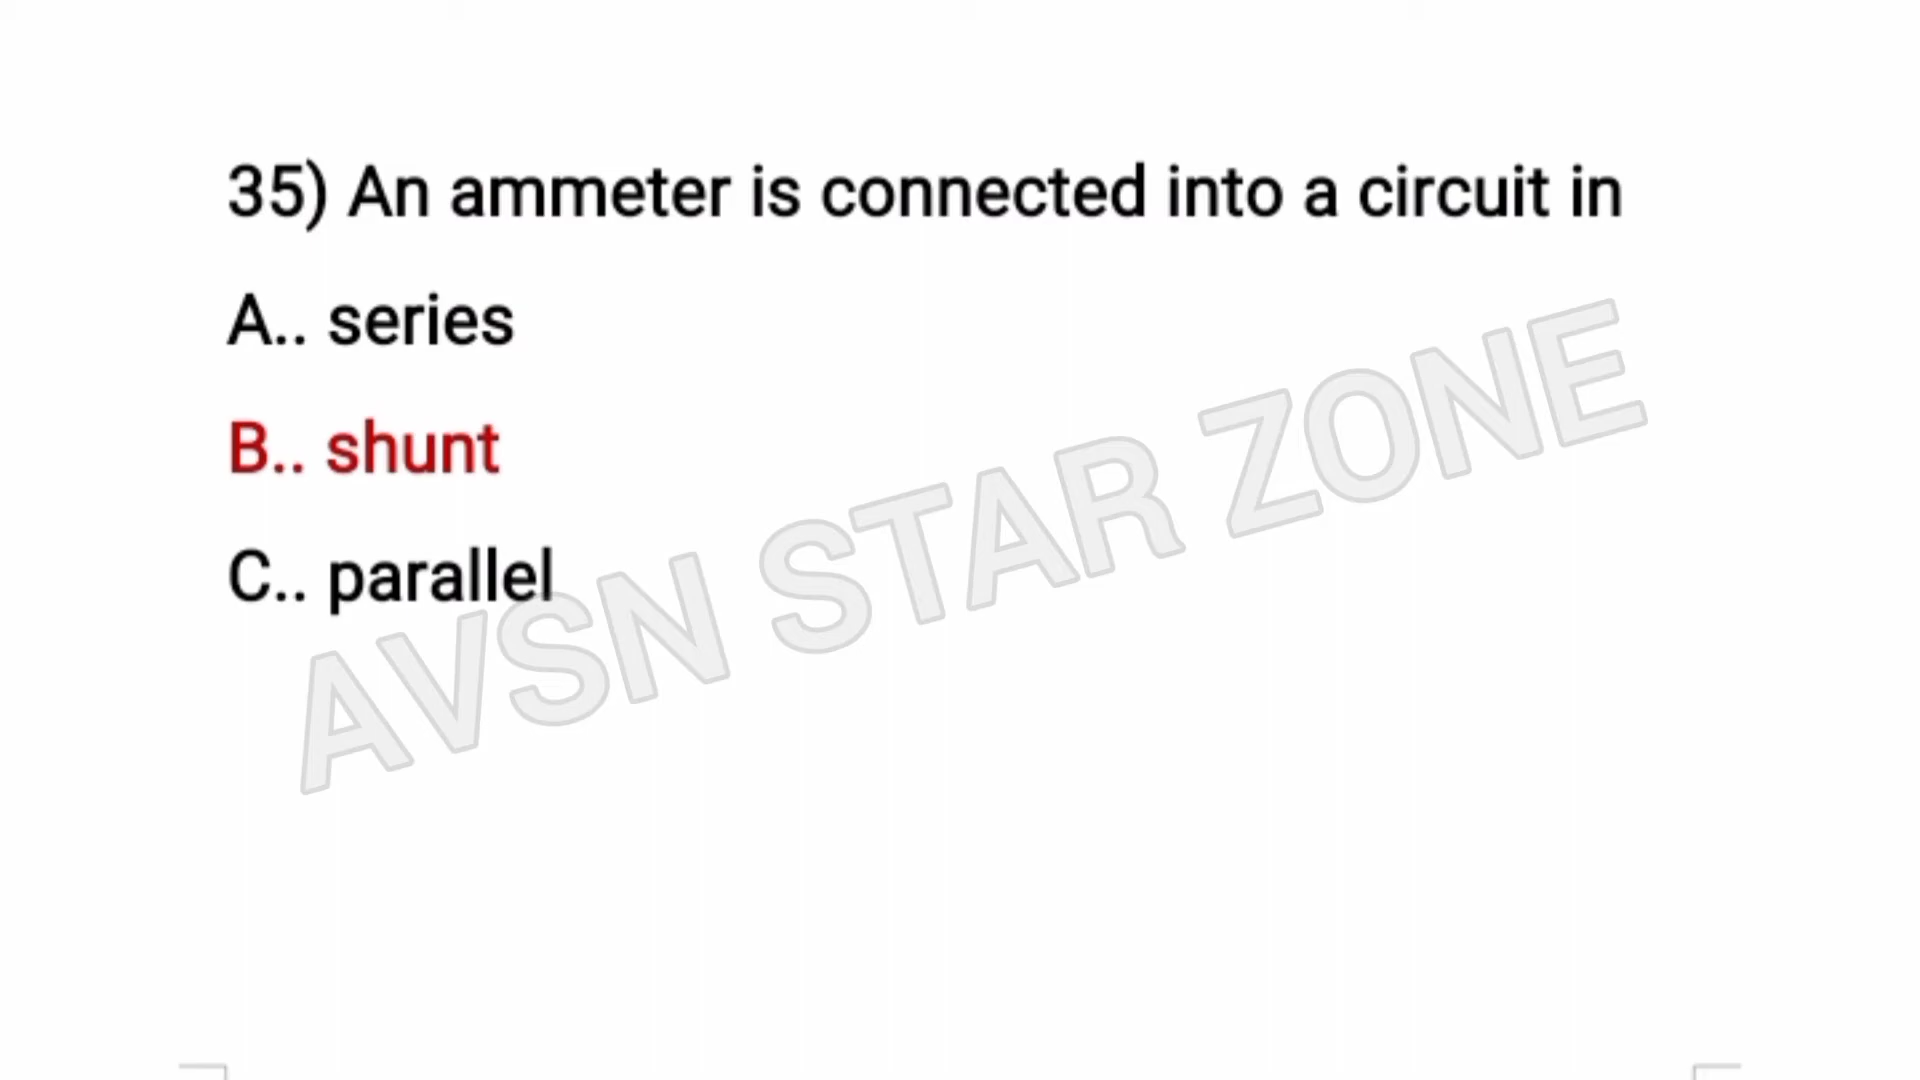 35) An ammeter is connected into a circuit in
A.. series
B.. shunt
C.. parallel
AVSN STAR ZONE